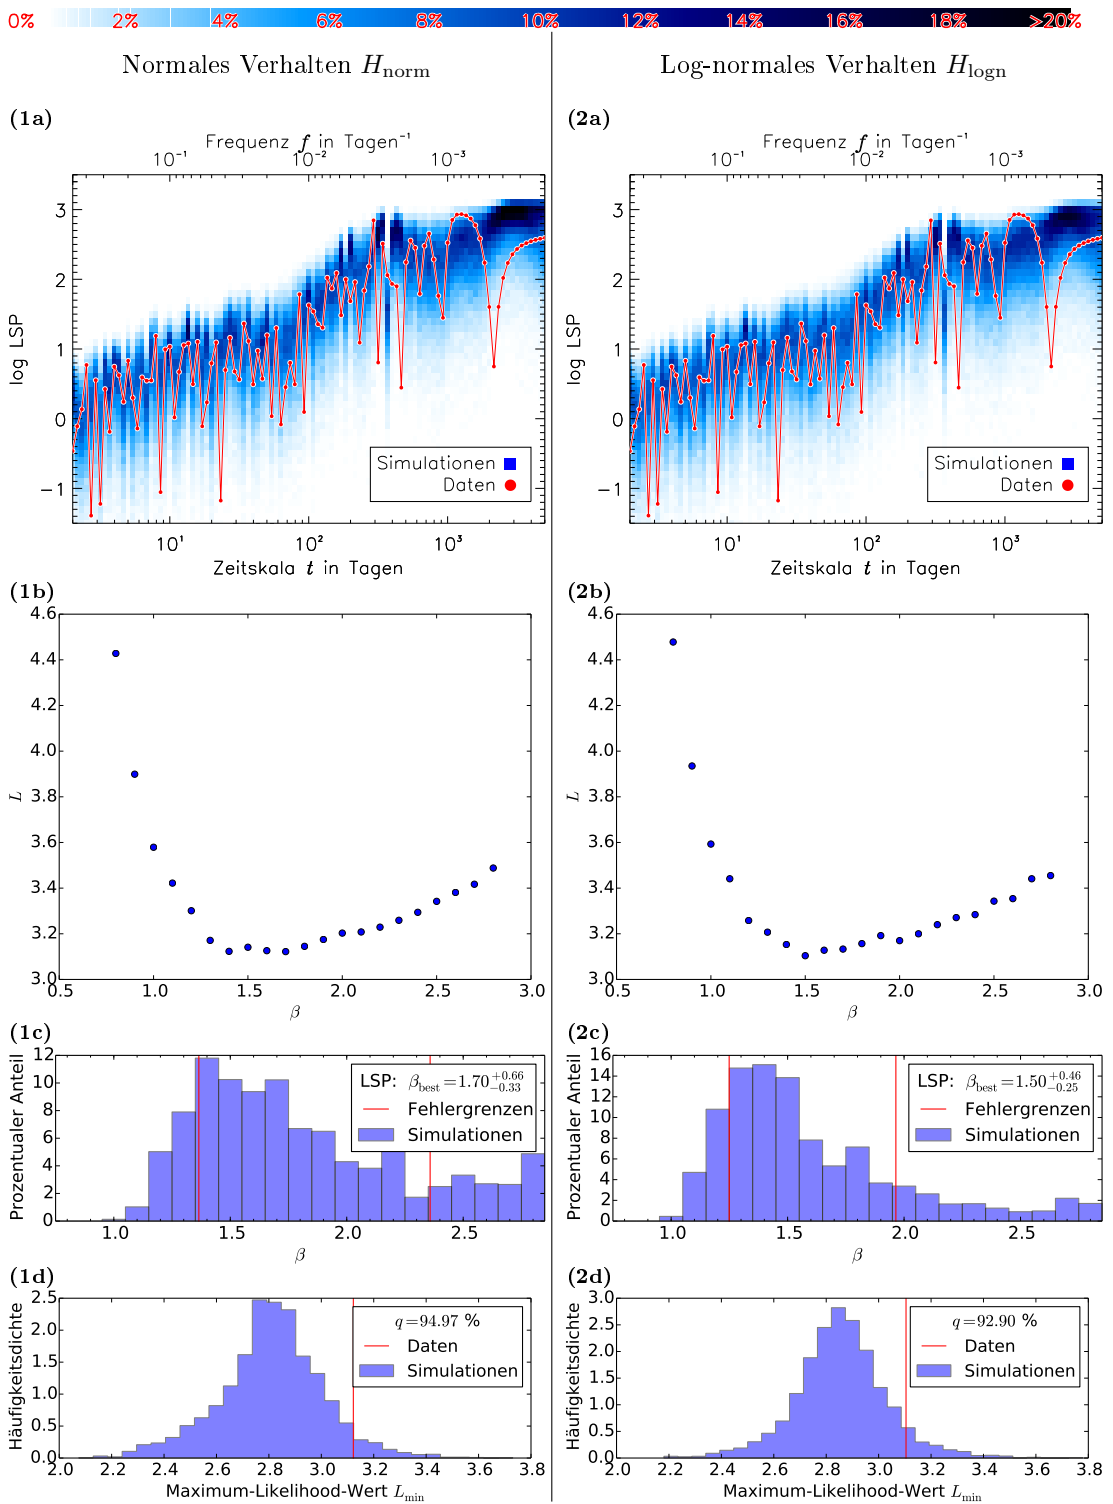 0% 2% 4% 6% 8% 10% 12% 14% 16% 18% >20%
Normales Verhalten H_norm
Log-normales Verhalten H_logn
(1a)
Frequenz f in Tagen⁻¹
10⁻¹ 10⁻² 10⁻³
log LSP
3
2
1
0
−1
Simulationen
Daten
10¹ 10² 10³
Zeitskala t in Tagen
(2a)
Frequenz f in Tagen⁻¹
10⁻¹ 10⁻² 10⁻³
log LSP
3
2
1
0
−1
Simulationen
Daten
10¹ 10² 10³
Zeitskala t in Tagen
(1b)
L
4.6
4.4
4.2
4.0
3.8
3.6
3.4
3.2
3.0
0.5 1.0 1.5 2.0 2.5 3.0
β
(2b)
L
4.6
4.4
4.2
4.0
3.8
3.6
3.4
3.2
3.0
0.5 1.0 1.5 2.0 2.5 3.0
β
(1c)
Prozentualer Anteil
12
10
8
6
4
2
0
LSP: β_best=1.70 +0.66 −0.33
Fehlergrenzen
Simulationen
1.0 1.5 2.0 2.5
β
(2c)
Prozentualer Anteil
16
14
12
10
8
6
4
2
0
LSP: β_best=1.50 +0.46 −0.25
Fehlergrenzen
Simulationen
1.0 1.5 2.0 2.5
β
(1d)
Häufigkeitsdichte
2.5
2.0
1.5
1.0
0.5
0.0
q=94.97 %
Daten
Simulationen
2.0 2.2 2.4 2.6 2.8 3.0 3.2 3.4 3.6 3.8
Maximum-Likelihood-Wert L_min
(2d)
Häufigkeitsdichte
3.0
2.5
2.0
1.5
1.0
0.5
0.0
q=92.90 %
Daten
Simulationen
2.0 2.2 2.4 2.6 2.8 3.0 3.2 3.4 3.6 3.8
Maximum-Likelihood-Wert L_min